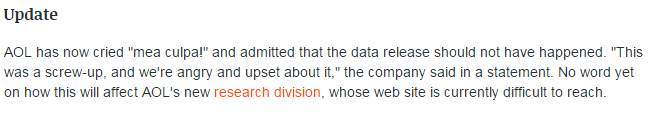 Update
AOL has now cried "mea culpa!" and admitted that the data release should not have happened. "This
was a screw-up, and we're angry and upset about it," the company said in a statement. No word yet
on how this will affect AOL's new research division, whose web site is currently difficult to reach.